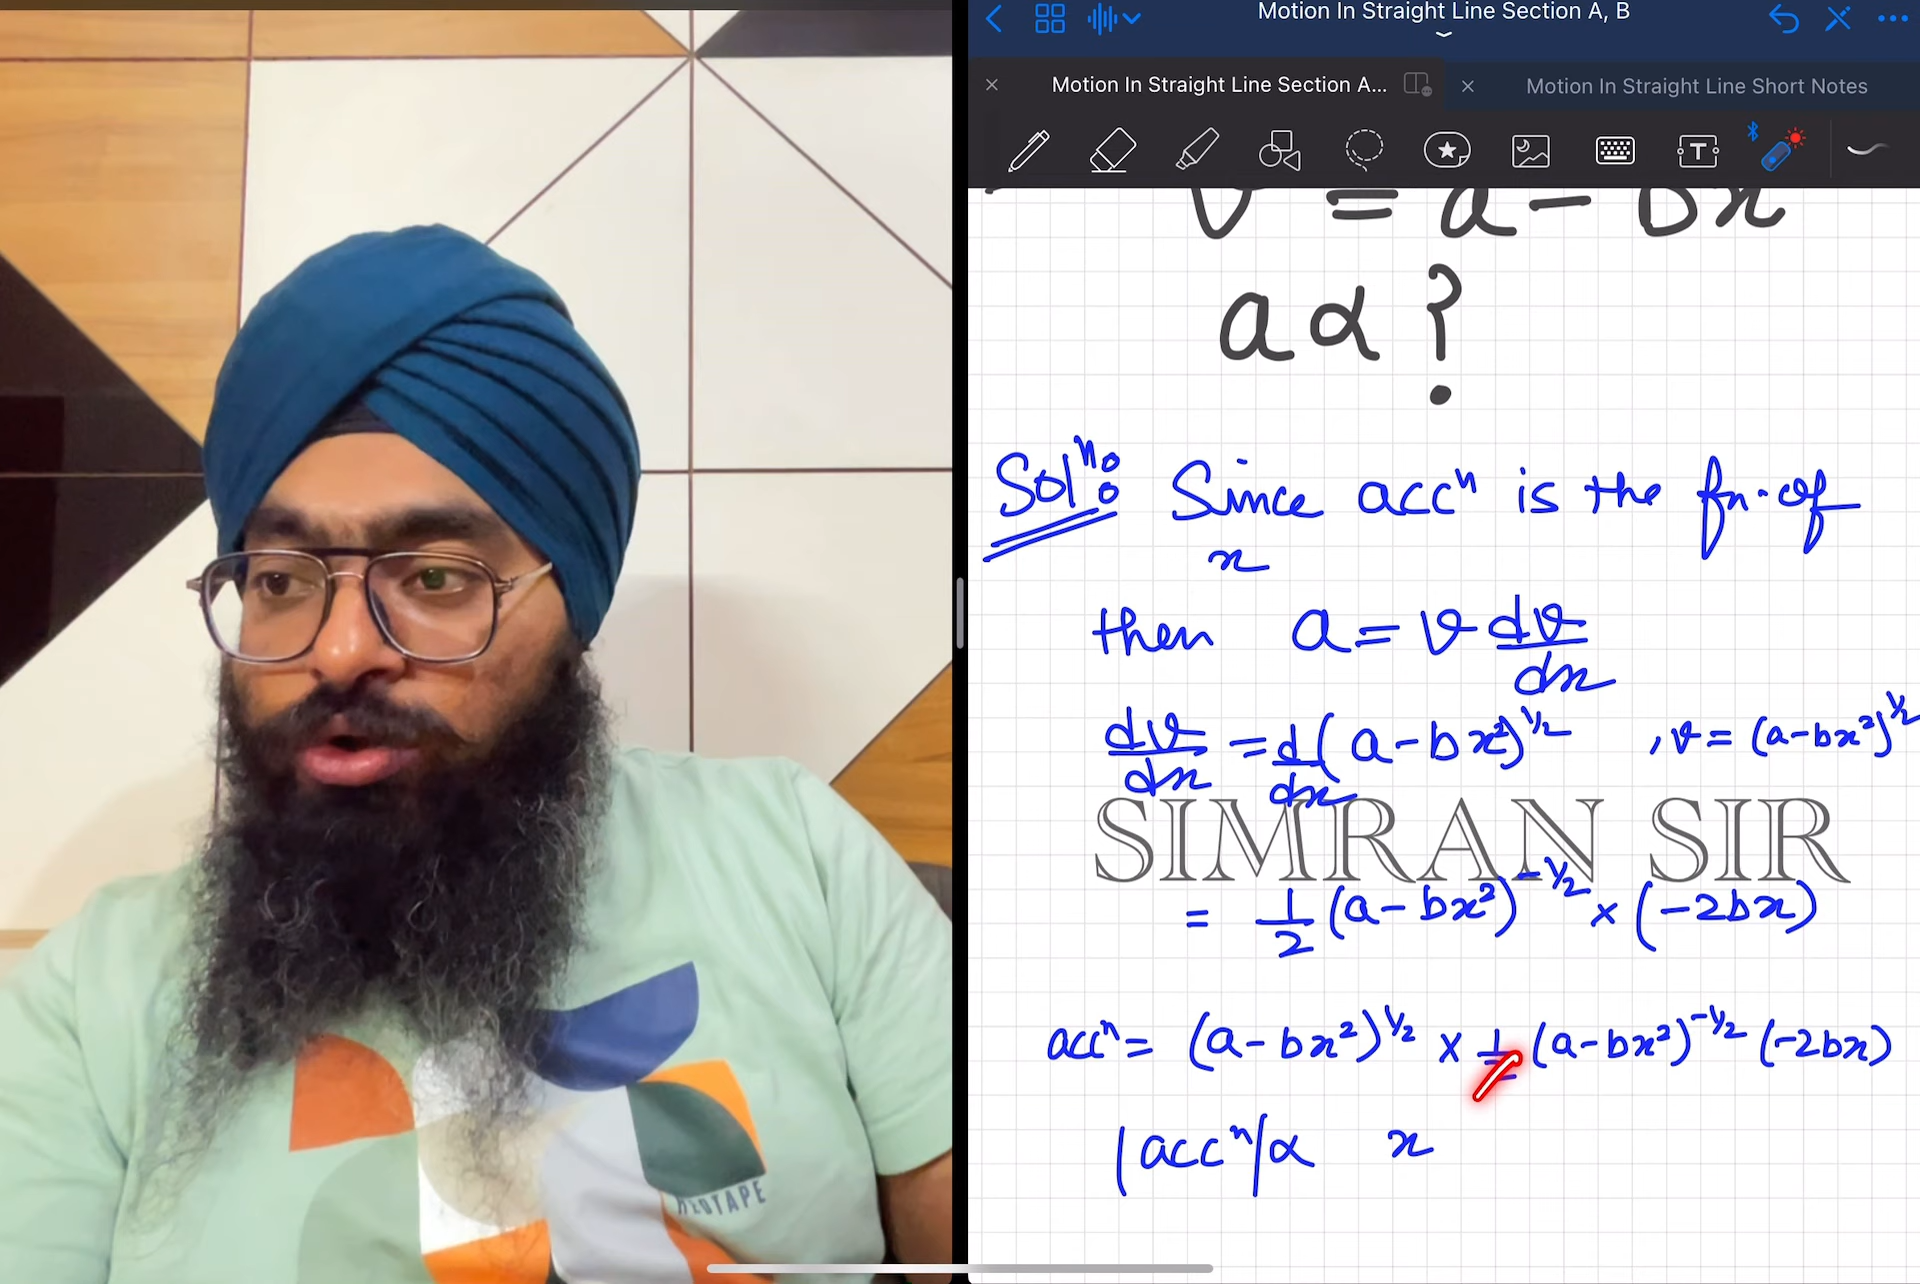 Motion In Straight Line Section A, B
Motion In Straight Line Section A...
Motion In Straight Line Short Notes
T
v = a - bx
a α ?
Solⁿ: Since accⁿ is the fn. of
x
then a = v dv/dx
dv/dx = d/dx (a - bx²)^1/2 , v = (a - bx²)^1/2
SIMRAN SIR
= 1/2 (a - bx²)^-1/2 × (-2bx)
accⁿ = (a - bx²)^1/2 × 1/2 (a - bx²)^-1/2 (-2bx)
|accⁿ| α x
REDTAPE